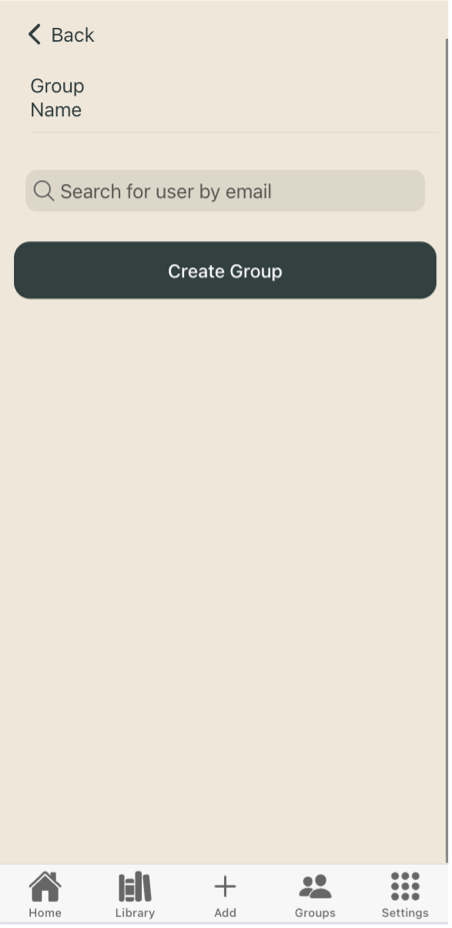 Back
Group
Name
Search for user by email
Create Group
Home
Library
Add
Groups
Settings